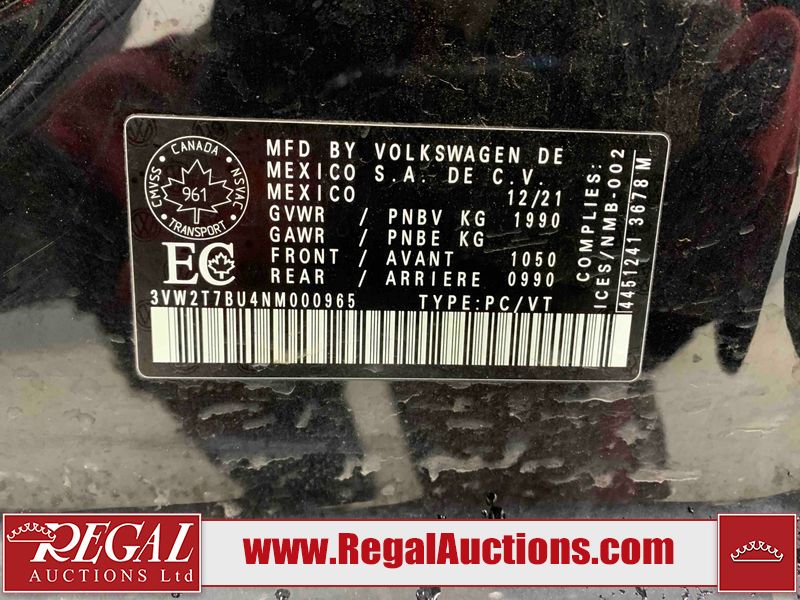 CANADA
CMVSS
NSVAC
961
TRANSPORT
EC
MFD BY VOLKSWAGEN DE
MEXICO S.A. DE C.V.
MEXICO 12/21
GVWR / PNBV KG 1990
GAWR / PNBE KG
FRONT / AVANT 1050
REAR / ARRIERE 0990
3VW2T7BU4NM000965 TYPE:PC/VT
COMPLIES:
ICES/NMB-002
4451241 3678 M
REGAL
AUCTIONS Ltd
www.RegalAuctions.com